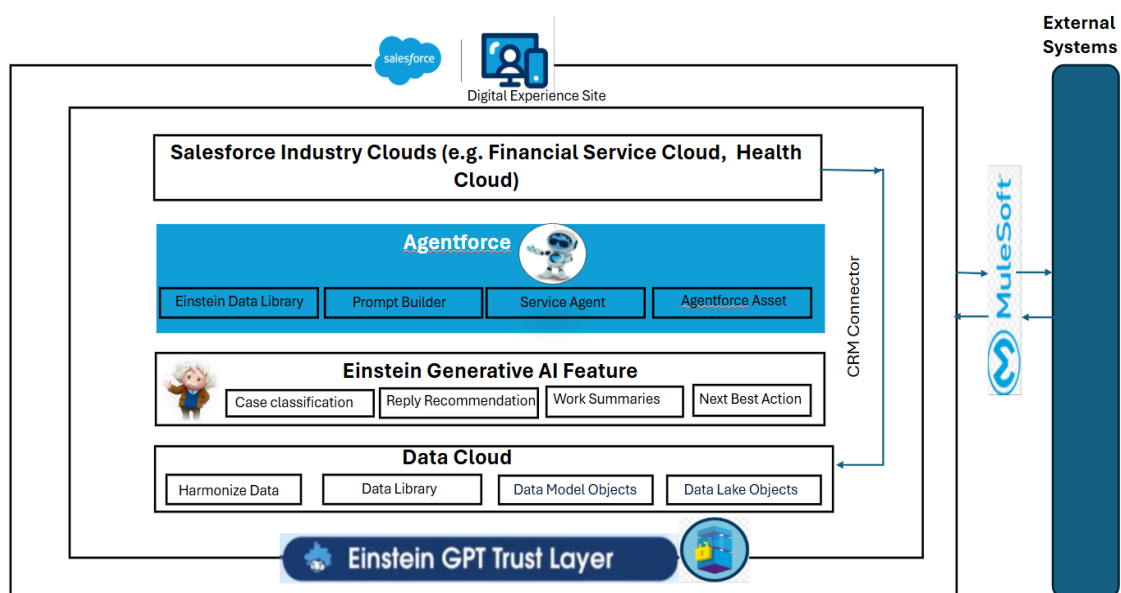 External
Systems
salesforce
Digital Experience Site
Salesforce Industry Clouds (e.g. Financial Service Cloud, Health
Cloud)
Agentforce
Einstein Data Library
Prompt Builder
Service Agent
Agentforce Asset
CRM Connector
MuleSoft
Einstein Generative AI Feature
Case classification
Reply Recommendation
Work Summaries
Next Best Action
Data Cloud
Harmonize Data
Data Library
Data Model Objects
Data Lake Objects
Einstein GPT Trust Layer